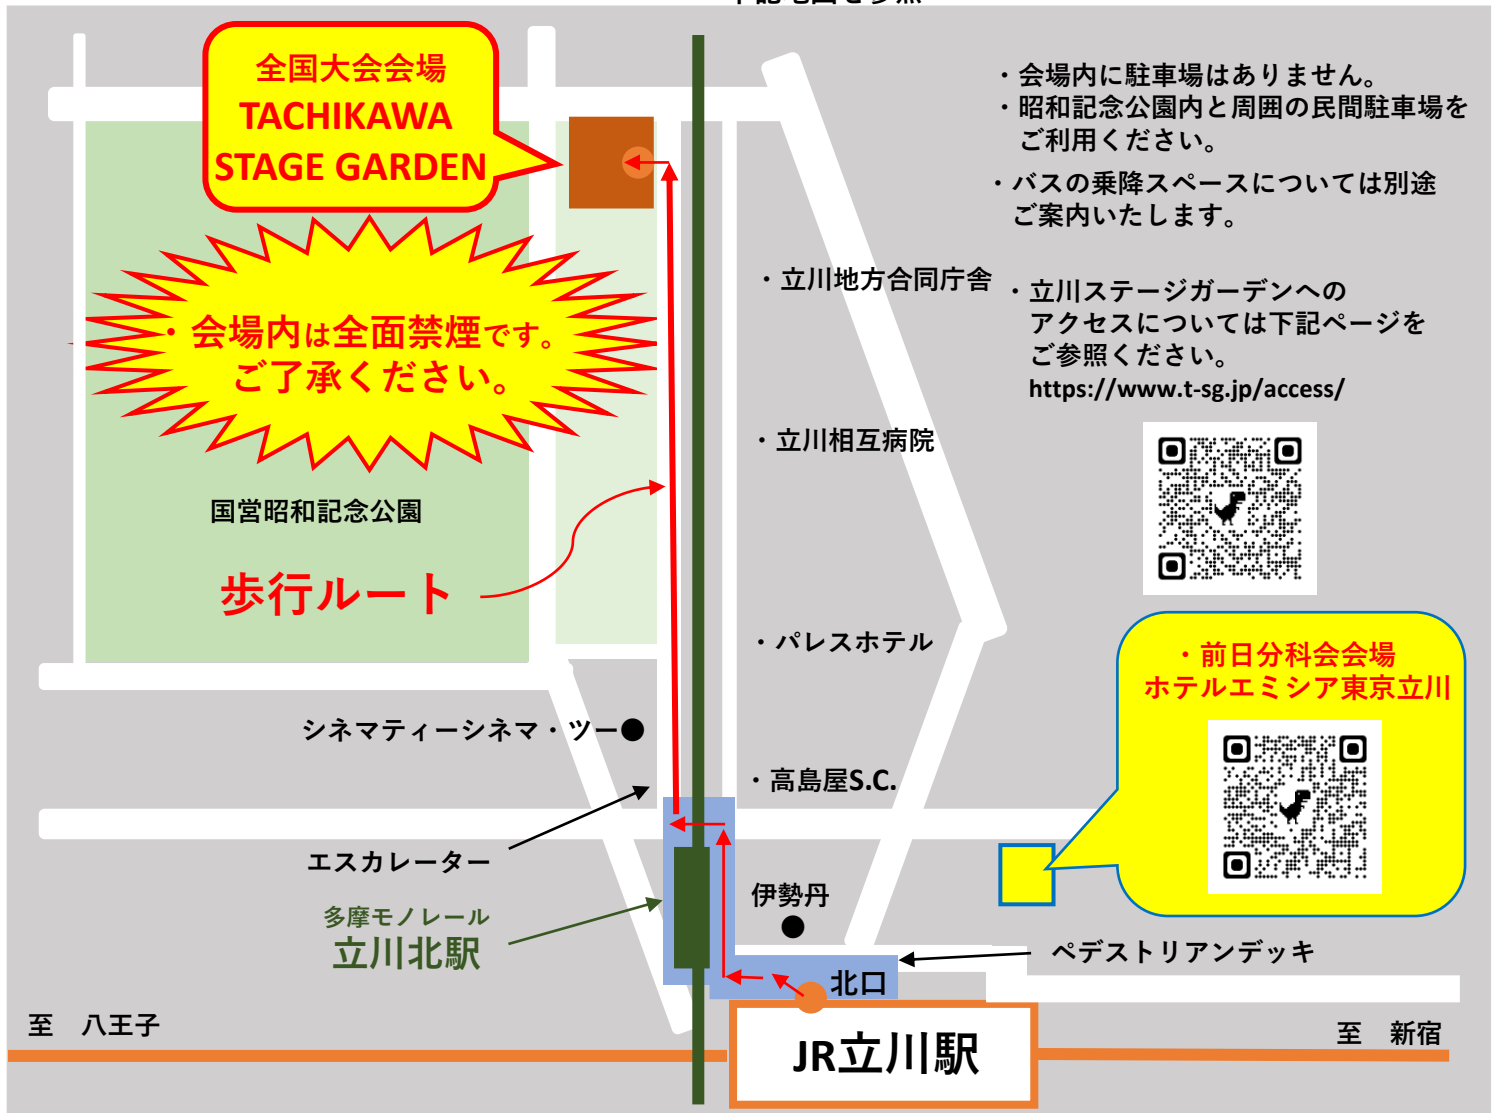 全国大会会場
TACHIKAWA
STAGE GARDEN
・会場内に駐車場はありません。
・昭和記念公園内と周囲の民間駐車場を
ご利用ください。
・バスの乗降スペースについては別途
ご案内いたします。
・立川地方合同庁舎
・立川ステージガーデンへの
アクセスについては下記ページを
ご参照ください。
https://www.t-sg.jp/access/
・会場内は全面禁煙です。
ご了承ください。
・立川相互病院
国営昭和記念公園
歩行ルート
・パレスホテル
・前日分科会会場
ホテルエミシア東京立川
シネマティーシネマ・ツー
・高島屋S.C.
エスカレーター
伊勢丹
多摩モノレール
立川北駅
ペデストリアンデッキ
北口
至 八王子
至 新宿
JR立川駅